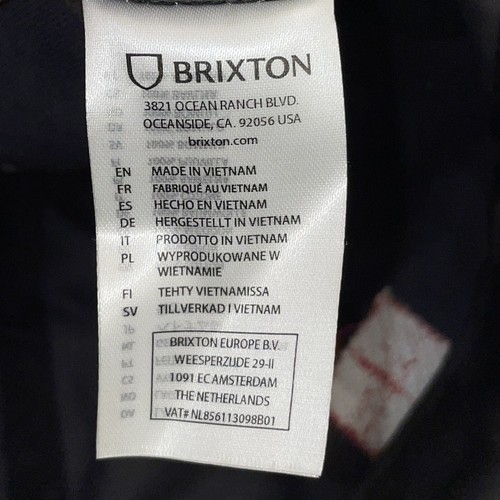 BRIXTON
3821 OCEAN RANCH BLVD.
OCEANSIDE, CA. 92056 USA
brixton.com
EN MADE IN VIETNAM
FR FABRIQUÉ AU VIETNAM
ES HECHO EN VIETNAM
DE HERGESTELLT IN VIETNAM
IT PRODOTTO IN VIETNAM
PL WYPRODUKOWANE W
WIETNAMIE
FI TEHTY VIETNAMISSA
SV TILLVERKAD I VIETNAM
BRIXTON EUROPE B.V.
WEESPERZIJDE 29-II
1091 EC AMSTERDAM
THE NETHERLANDS
VAT# NL856113098B01